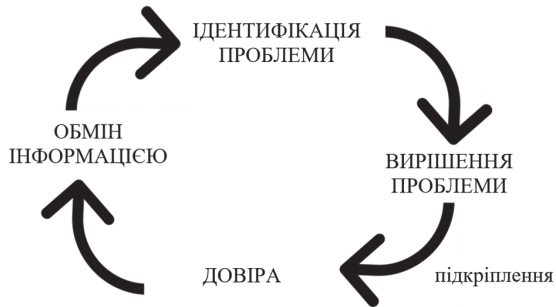 ІДЕНТИФІКАЦІЯ
ПРОБЛЕМИ
ОБМІН
ІНФОРМАЦІЄЮ
ВИРІШЕННЯ
ПРОБЛЕМИ
ДОВІРА
підкріплення